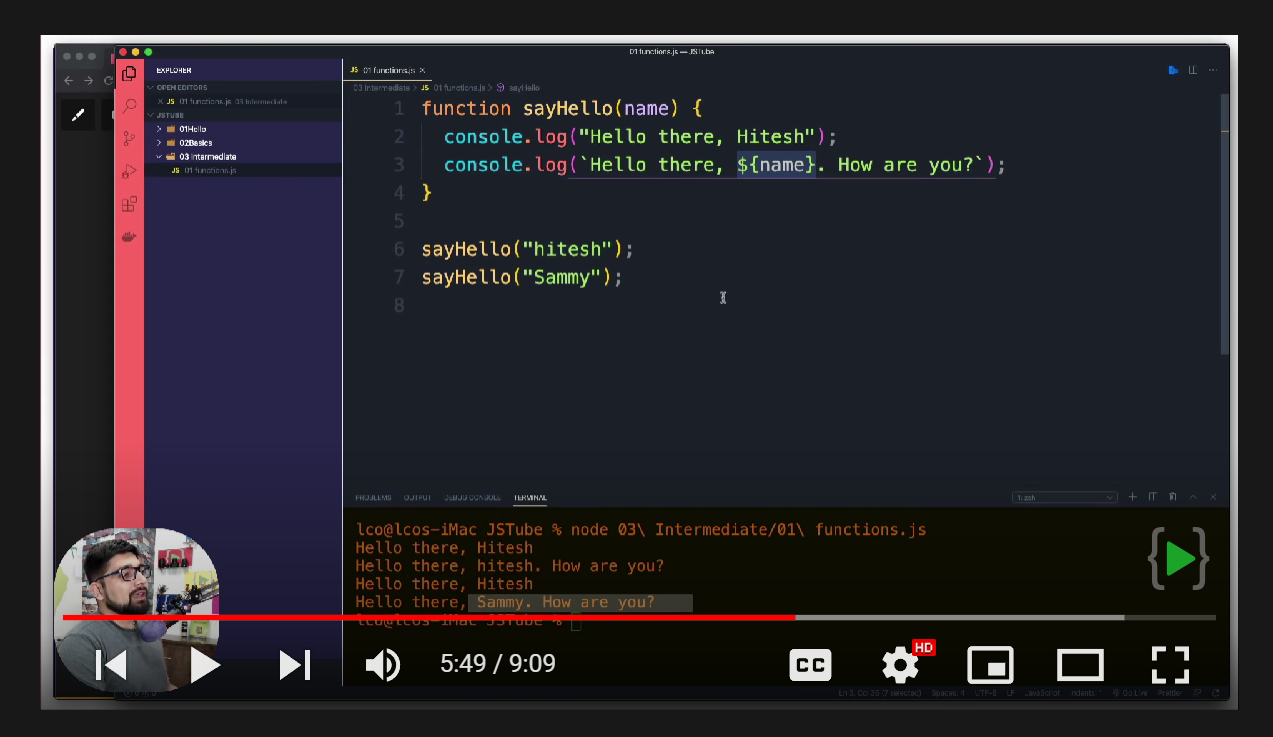 01 functions.js — JSTube
EXPLORER
OPEN EDITORS
JS 01 functions.js 03 Intermediate
JSTUBE
01Hello
02Basics
03 Intermediate
JS 01 functions.js
JS 01 functions.js ×
03 Intermediate > JS 01 functions.js > sayHello
1 function sayHello(name) {
2 console.log("Hello there, Hitesh");
3 console.log(`Hello there, ${name}. How are you?`);
4 }
5
6 sayHello("hitesh");
7 sayHello("Sammy");
8
PROBLEMS OUTPUT DEBUG CONSOLE TERMINAL 1: zsh
lco@lcos-iMac JSTube % node 03\ Intermediate/01\ functions.js
Hello there, Hitesh
Hello there, hitesh. How are you?
Hello there, Hitesh
Hello there, Sammy. How are you?
lco@lcos-iMac JSTube %
HD
5:49 / 9:09 CC
Spaces: 4 UTF-8 LF JavaScript Go Live Prettier